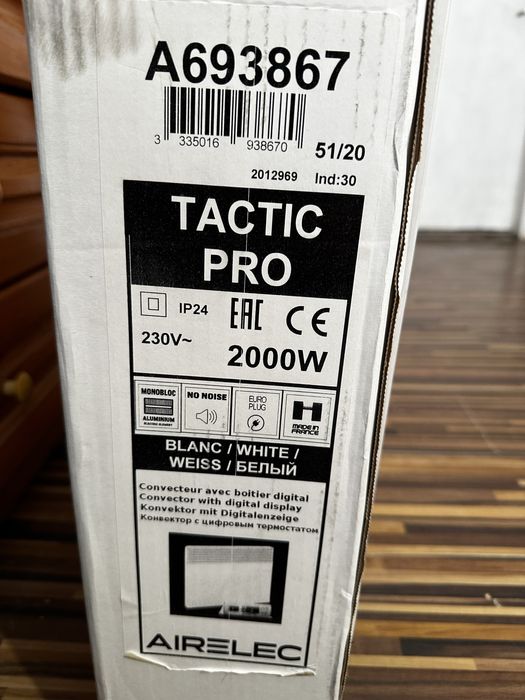 A693867
3 335016 938670
51/20
2012969 Ind:30
TACTIC
PRO
IP24 EAC CE
230V~ 2000W
MONOBLOC
ALUMINIUM
NO NOISE
EURO
PLUG
MADE IN
FRANCE
BLANC / WHITE /
WEISS / БЕЛЫЙ
Convecteur avec boitier digital
Convector with digital display
Konvektor mit Digitalanzeige
Конвектор с цифровым термостатом
AIRELEC